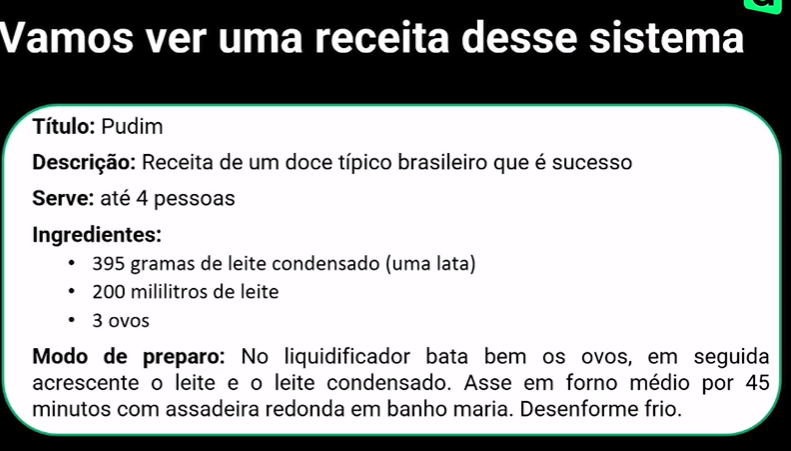 Vamos ver uma receita desse sistema
Título: Pudim
Descrição: Receita de um doce típico brasileiro que é sucesso
Serve: até 4 pessoas
Ingredientes:
• 395 gramas de leite condensado (uma lata)
• 200 mililitros de leite
• 3 ovos
Modo de preparo: No liquidificador bata bem os ovos, em seguida
acrescente o leite e o leite condensado. Asse em forno médio por 45
minutos com assadeira redonda em banho maria. Desenforme frio.